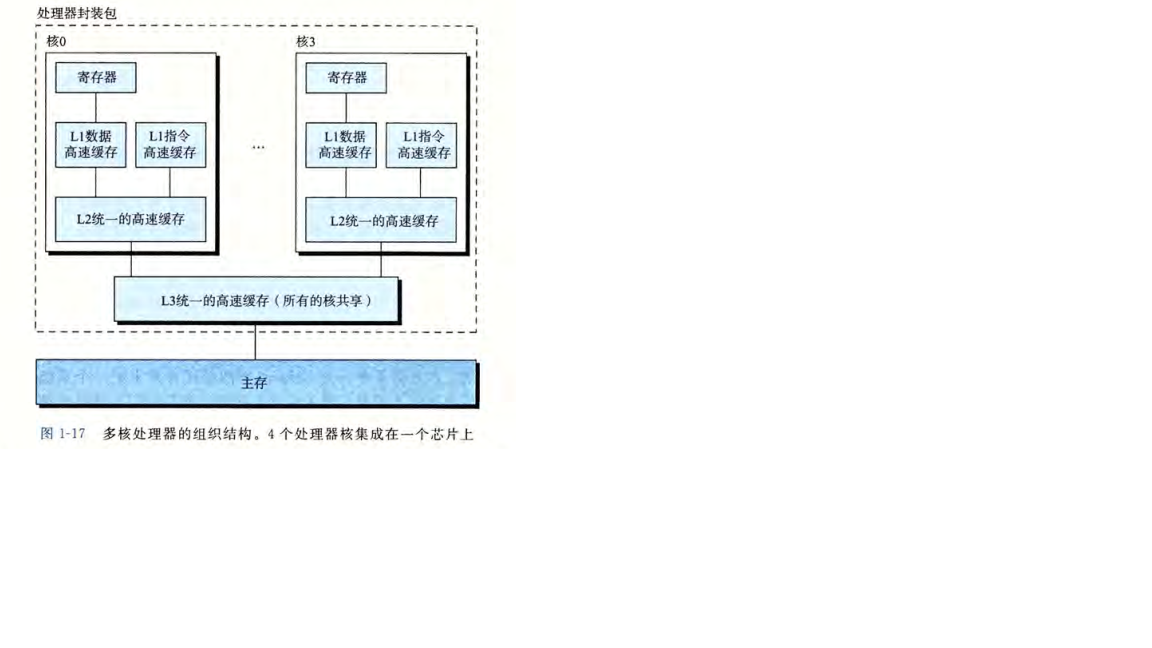 处理器封装包
核0
寄存器
L1数据
高速缓存
L1指令
高速缓存
L2统一的高速缓存
...
核3
寄存器
L1数据
高速缓存
L1指令
高速缓存
L2统一的高速缓存
L3统一的高速缓存（所有的核共享）
主存
图 1-17 多核处理器的组织结构。4 个处理器核集成在一个芯片上